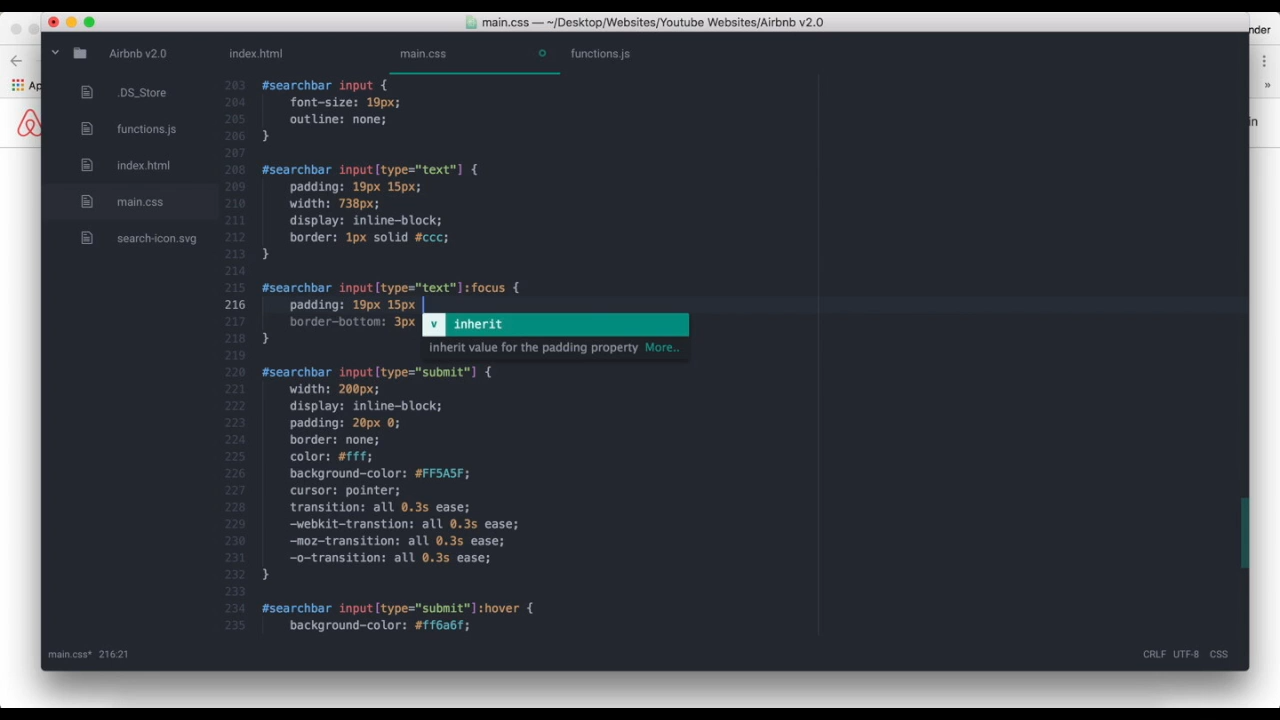 main.css — ~/Desktop/Websites/Youtube Websites/Airbnb v2.0
nder
Ap
»
in
Airbnb v2.0
index.html
main.css
functions.js
.DS_Store
functions.js
index.html
main.css
search-icon.svg
203 #searchbar input {
204 font-size: 19px;
205 outline: none;
206 }
207
208 #searchbar input[type="text"] {
209 padding: 19px 15px;
210 width: 738px;
211 display: inline-block;
212 border: 1px solid #ccc;
213 }
214
215 #searchbar input[type="text"]:focus {
216 padding: 19px 15px
217 border-bottom: 3px
v inherit
inherit value for the padding property More..
218 }
219
220 #searchbar input[type="submit"] {
221 width: 200px;
222 display: inline-block;
223 padding: 20px 0;
224 border: none;
225 color: #fff;
226 background-color: #FF5A5F;
227 cursor: pointer;
228 transition: all 0.3s ease;
229 -webkit-transtion: all 0.3s ease;
230 -moz-transition: all 0.3s ease;
231 -o-transition: all 0.3s ease;
232 }
233
234 #searchbar input[type="submit"]:hover {
235 background-color: #ff6a6f;
main.css* 216:21
CRLF UTF-8 CSS